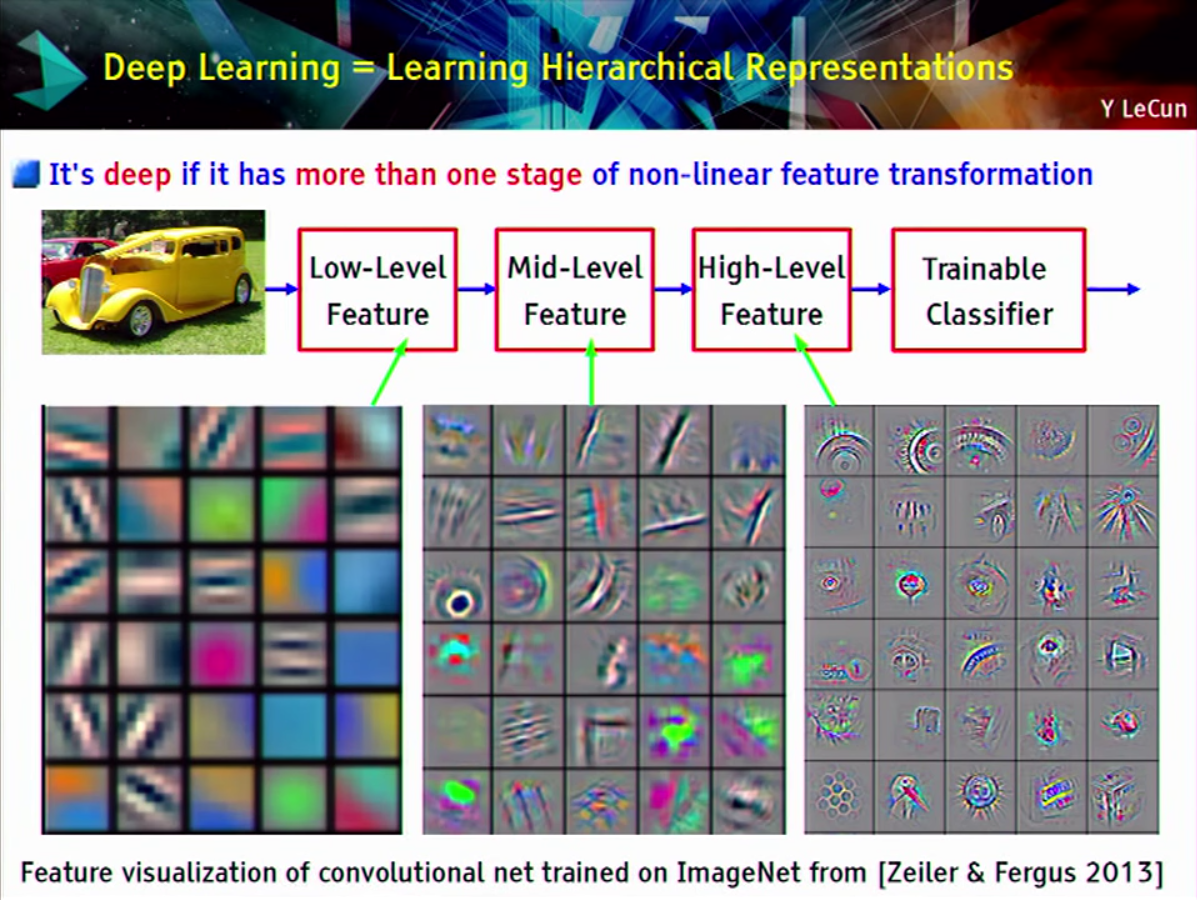 Deep Learning = Learning Hierarchical Representations
Y LeCun
It's deep if it has more than one stage of non-linear feature transformation
Low-Level
Feature
Mid-Level
Feature
High-Level
Feature
Trainable
Classifier
Feature visualization of convolutional net trained on ImageNet from [Zeiler & Fergus 2013]